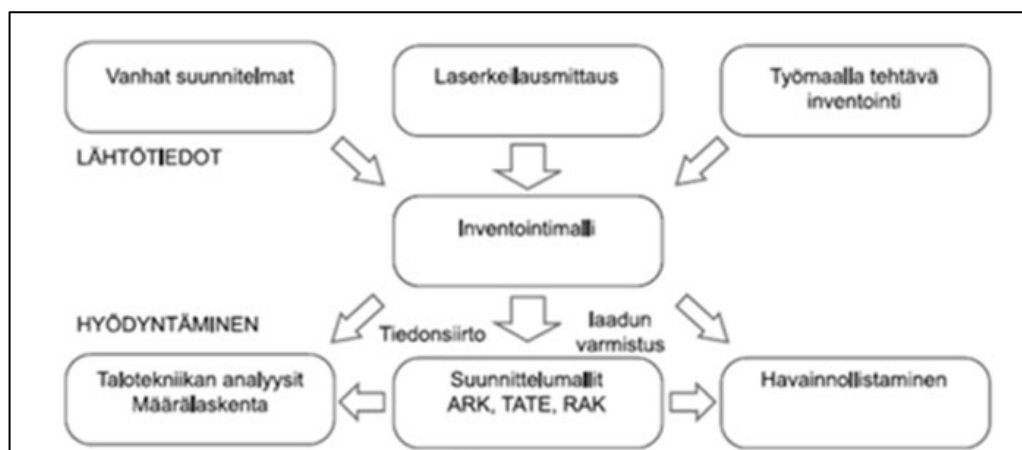 Vanhat suunnitelmat
Laserkeilausmittaus
Työmaalla tehtävä
inventointi
LÄHTÖTIEDOT
Inventointimalli
HYÖDYNTÄMINEN
Tiedonsiirto
laadun
varmistus
Talotekniikan analyysit
Määrälaskenta
Suunnittelumallit
ARK, TATE, RAK
Havainnollistaminen